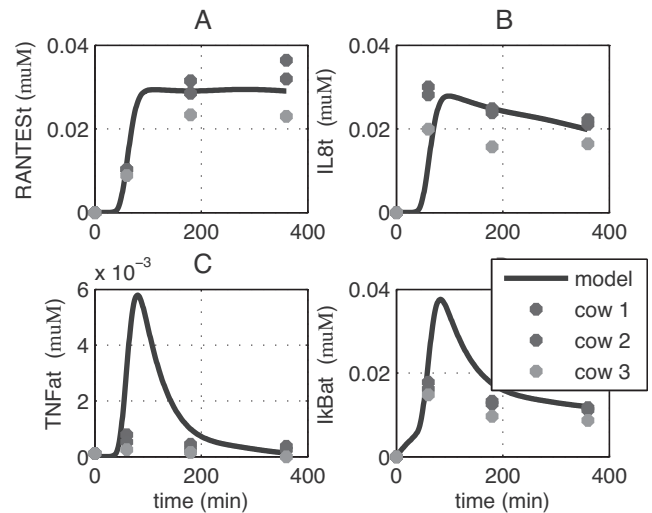 A
RANTESt (muM)
0.04
0.02
0
0
200
400
B
IL8t (muM)
0.04
0.02
0
0
200
400
C
x 10⁻³
TNFat (muM)
6
4
2
0
0
200
400
time (min)
IkBat (muM)
0.04
0.02
0
0
200
400
time (min)
model
cow 1
cow 2
cow 3